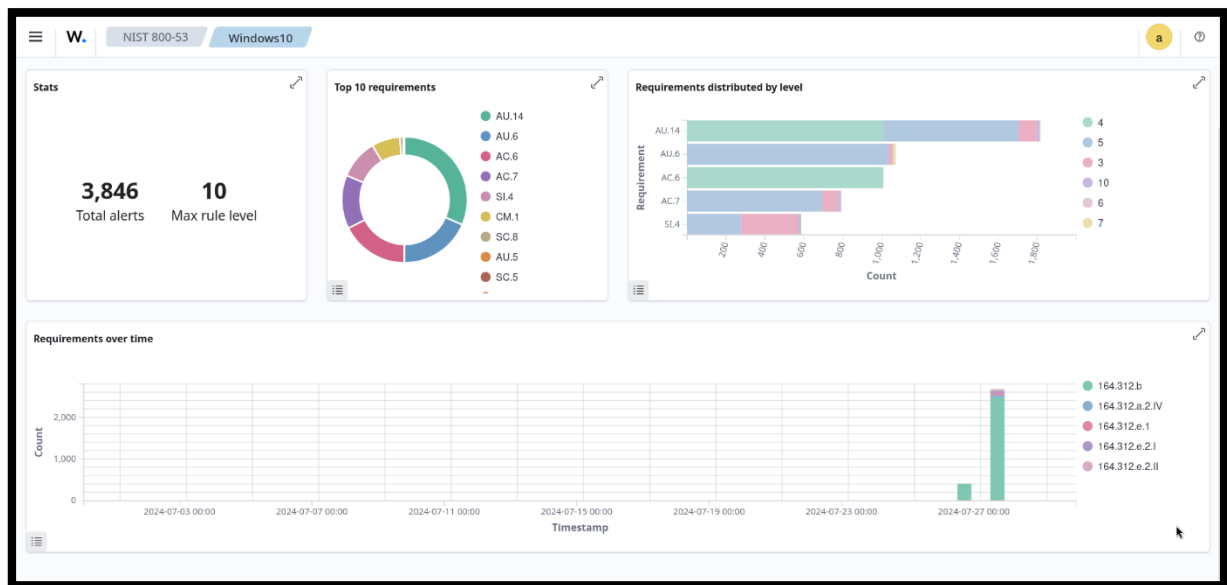 W. NIST 800-53 Windows10 a
Stats
3,846
Total alerts
10
Max rule level
Top 10 requirements
AU.14
AU.6
AC.6
AC.7
SI.4
CM.1
SC.8
AU.5
SC.5
Requirements distributed by level
Requirement
AU.14
AU.6
AC.6
AC.7
SI.4
200 400 600 800 1,000 1,200 1,400 1,600 1,800
Count
4
5
3
10
6
7
Requirements over time
Count
2,000
1,000
0
2024-07-03 00:00 2024-07-07 00:00 2024-07-11 00:00 2024-07-15 00:00 2024-07-19 00:00 2024-07-23 00:00 2024-07-27 00:00
Timestamp
164.312.b
164.312.a.2.IV
164.312.e.1
164.312.e.2.I
164.312.e.2.II